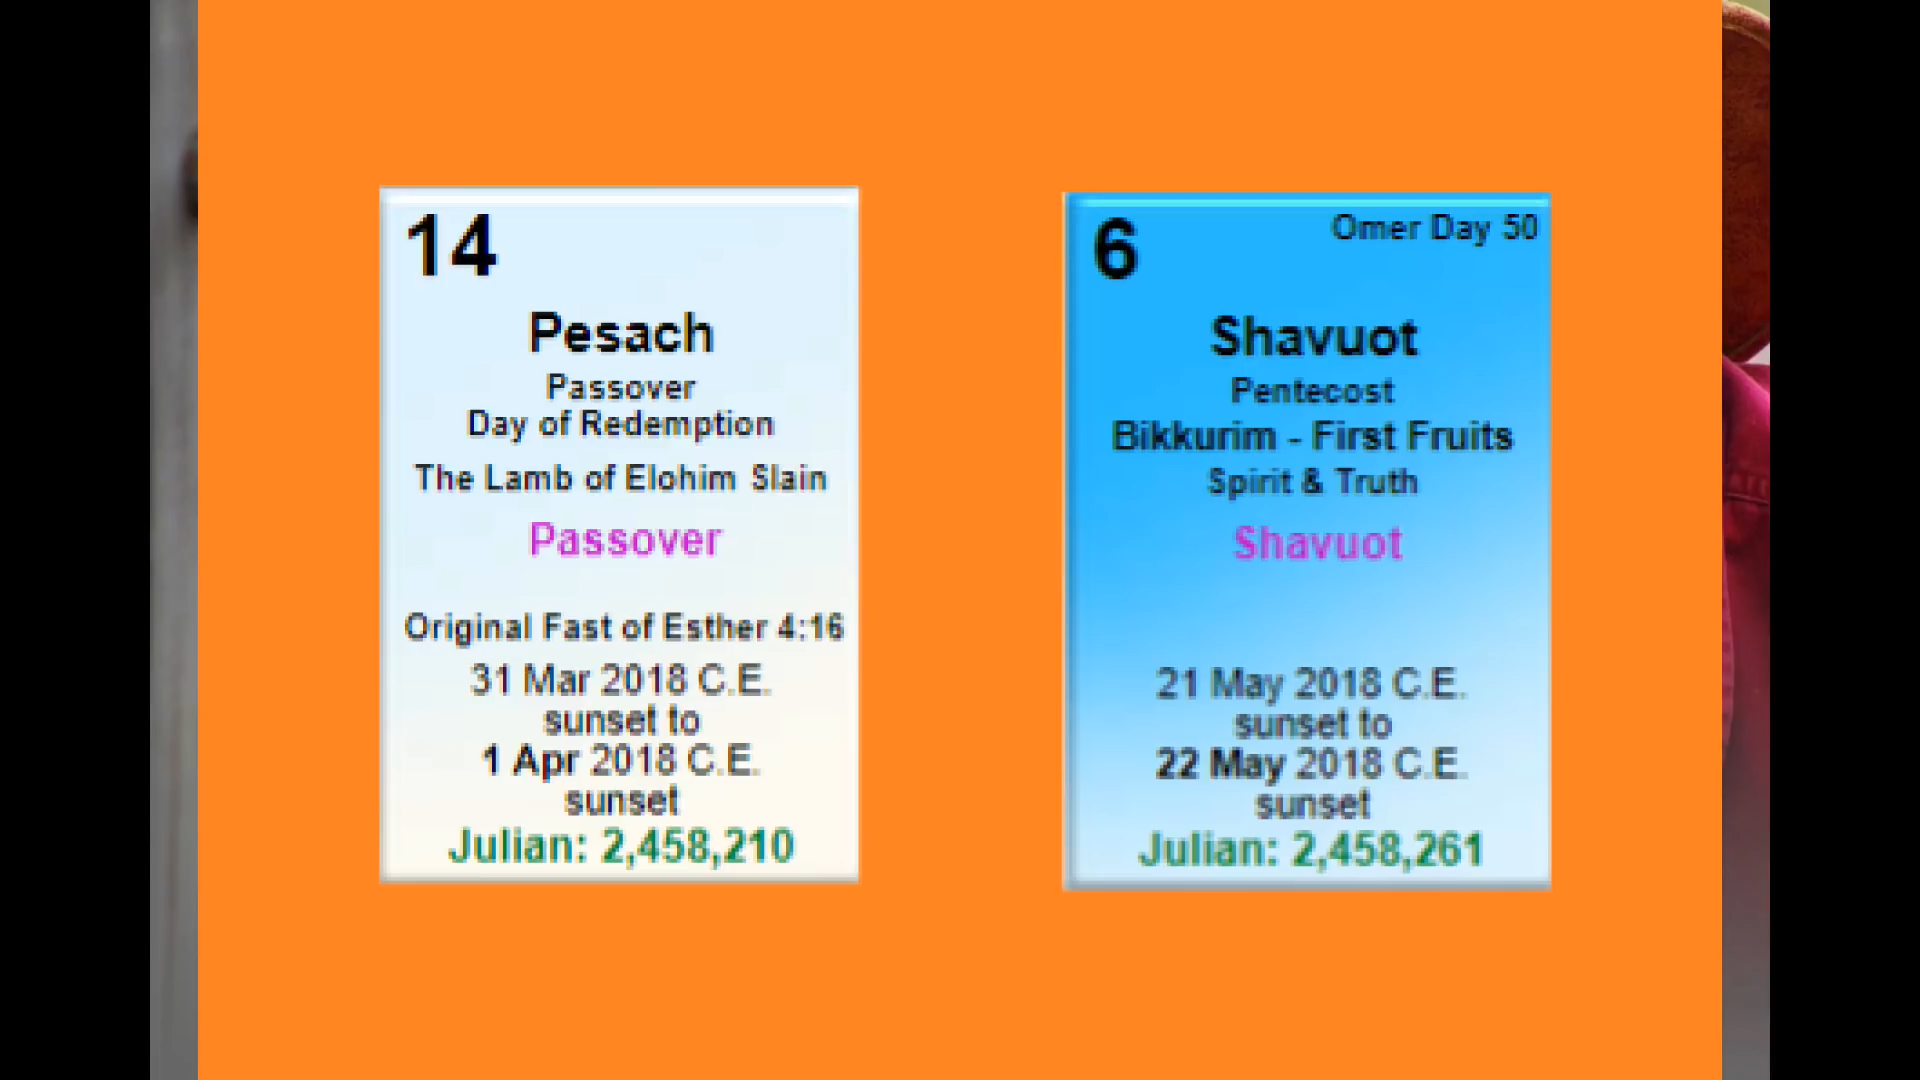 14
Pesach
Passover
Day of Redemption
The Lamb of Elohim Slain
Passover
Original Fast of Esther 4:16
31 Mar 2018 C.E.
sunset to
1 Apr 2018 C.E.
sunset
Julian: 2,458,210
6
Omer Day 50
Shavuot
Pentecost
Bikkurim - First Fruits
Spirit & Truth
Shavuot
21 May 2018 C.E.
sunset to
22 May 2018 C.E.
sunset
Julian: 2,458,261